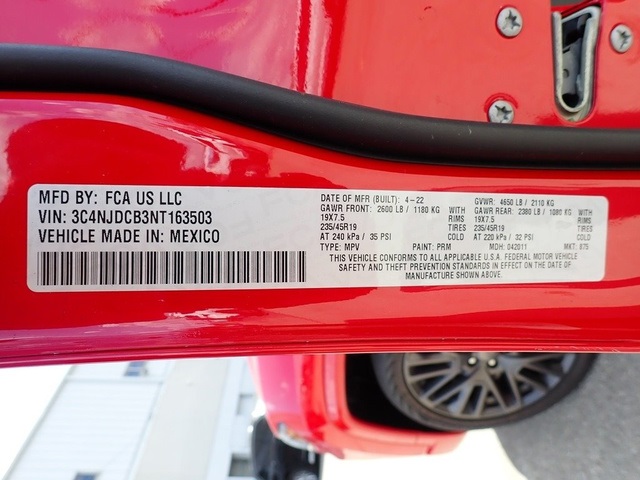 MFD BY: FCA US LLC
VIN: 3C4NJDCB3NT163503
VEHICLE MADE IN: MEXICO
DATE OF MFR (BUILT): 4-22
GAWR FRONT: 2600 LB / 1180 KG WITH
19X7.5 RIMS
235/45R19 TIRES
AT 240 kPa / 35 PSI COLD
TYPE: MPV PAINT: PRM
GVWR: 4650 LB / 2110 KG
GAWR REAR: 2380 LB / 1080 KG WITH
19X7.5 RIMS
235/45R19 TIRES
AT 220 kPa / 32 PSI COLD
MDH: 042011 MKT: 875
THIS VEHICLE CONFORMS TO ALL APPLICABLE U.S.A. FEDERAL MOTOR VEHICLE
SAFETY AND THEFT PREVENTION STANDARDS IN EFFECT ON THE DATE OF
MANUFACTURE SHOWN ABOVE.